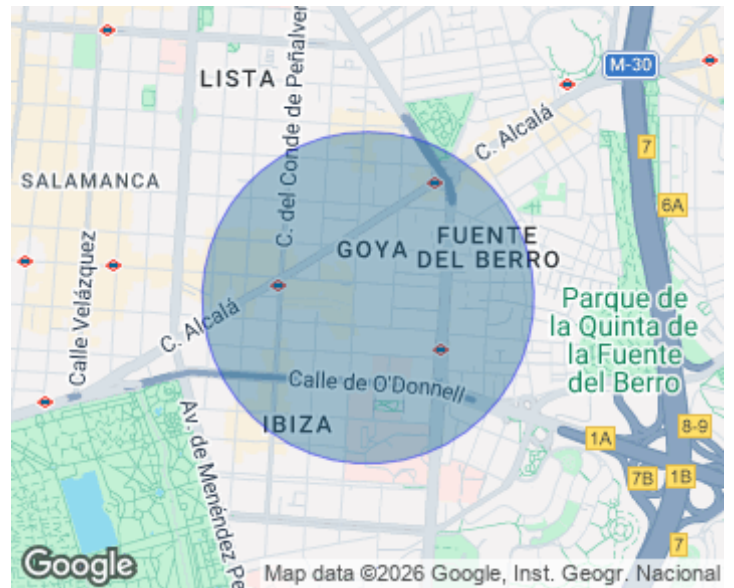 LISTA
C. del Conde de Peñalver
M-30
C. Alcalá
7
SALAMANCA
6A
GOYA
FUENTE
DEL BERRO
Calle Velázquez
C. Alcalá
Parque de
la Quinta de
la Fuente
del Berro
Calle de O'Donnell
IBIZA
Av. de Menéndez Pe
1A
8-9
7B
1B
7
Google
Map data ©2026 Google, Inst. Geogr. Nacional